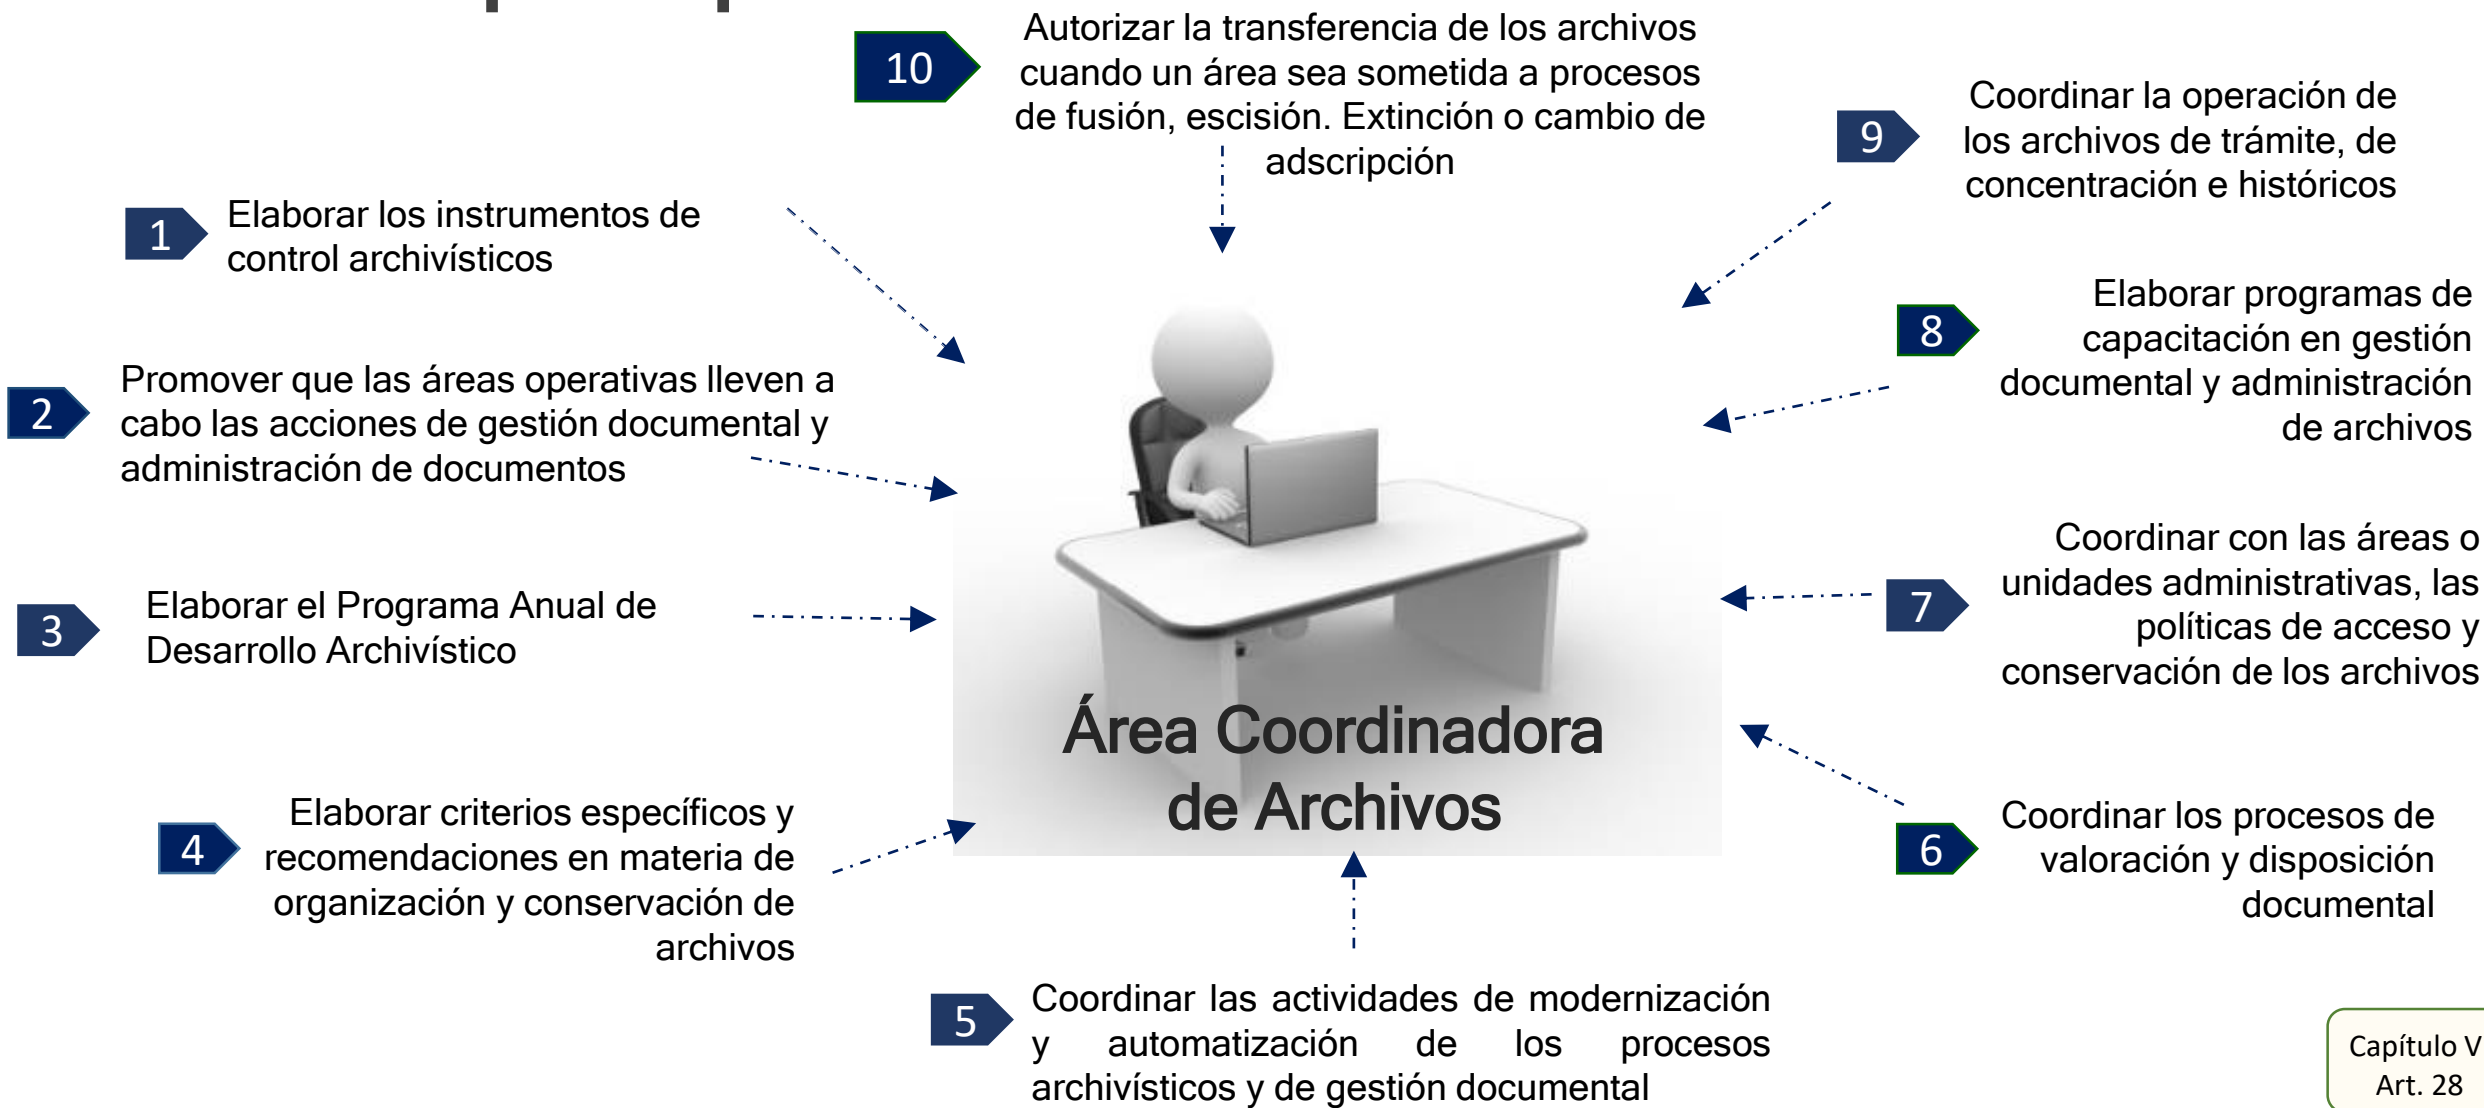 10
Autorizar la transferencia de los archivos
cuando un área sea sometida a procesos
de fusión, escisión. Extinción o cambio de
adscripción
9
Coordinar la operación de
los archivos de trámite, de
concentración e históricos
1
Elaborar los instrumentos de
control archivísticos
8
Elaborar programas de
capacitación en gestión
documental y administración
de archivos
2
Promover que las áreas operativas lleven a
cabo las acciones de gestión documental y
administración de documentos
7
Coordinar con las áreas o
unidades administrativas, las
políticas de acceso y
conservación de los archivos
3
Elaborar el Programa Anual de
Desarrollo Archivístico
Área Coordinadora
de Archivos
4
Elaborar criterios específicos y
recomendaciones en materia de
organización y conservación de
archivos
6
Coordinar los procesos de
valoración y disposición
documental
5
Coordinar las actividades de modernización
y automatización de los procesos
archivísticos y de gestión documental
Capítulo V
Art. 28